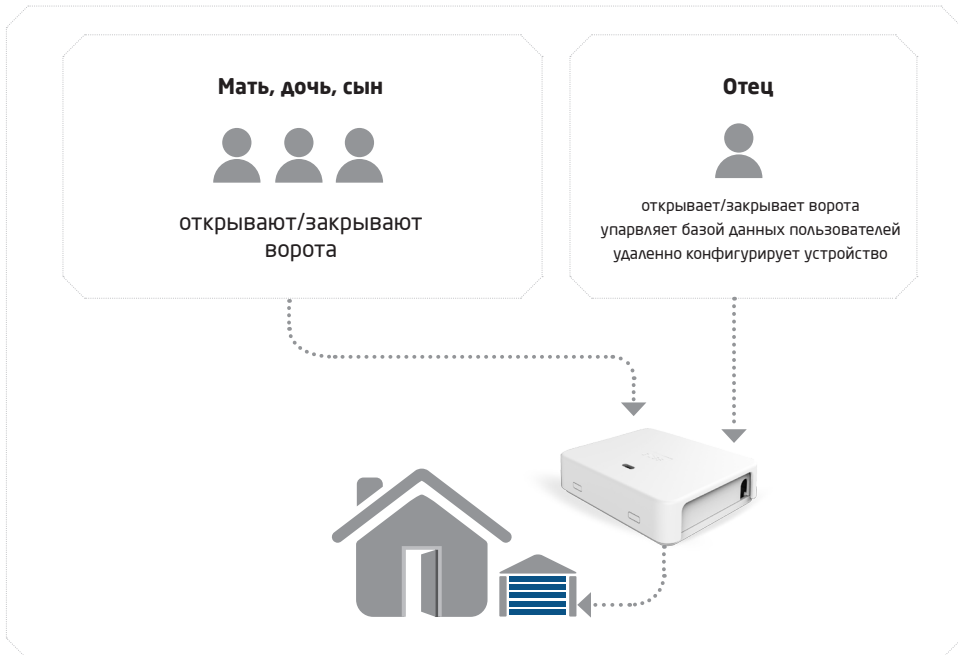 Мать, дочь, сын
открывают/закрывают
ворота
Отец
открывает/закрывает ворота
упарвляет базой данных пользователей
удаленно конфигурирует устройство